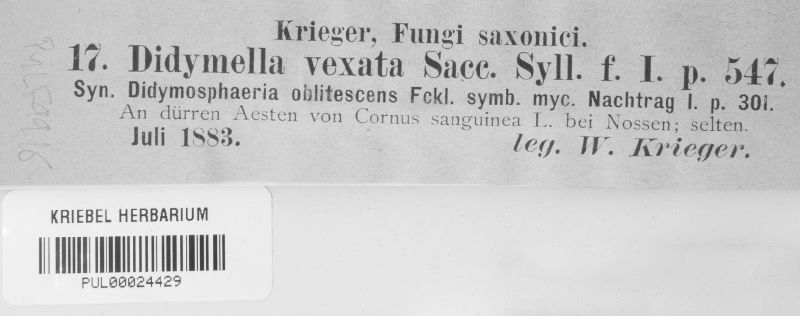 Krieger, Fungi saxonici.
17. Didymella vexata Sacc. Syll. f. I. p. 547.
Syn. Didymosphaeria oblitescens Fckl. symb. myc. Nachtrag I. p. 301.
An dürren Aesten von Cornus sanguinea L. bei Nossen; selten.
Juli 1883.
leg. W. Krieger.
KRIEBEL HERBARIUM
PUL00024429